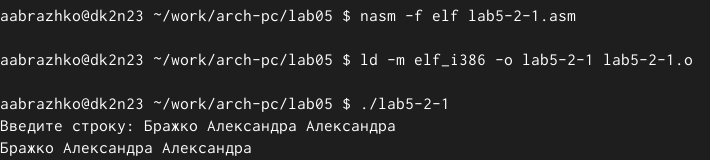 aabrazhko@dk2n23 ~/work/arch-pc/lab05 $ nasm -f elf lab5-2-1.asm
aabrazhko@dk2n23 ~/work/arch-pc/lab05 $ ld -m elf_i386 -o lab5-2-1 lab5-2-1.o
aabrazhko@dk2n23 ~/work/arch-pc/lab05 $ ./lab5-2-1
Введите строку: Бражко Александра Александра
Бражко Александра Александра